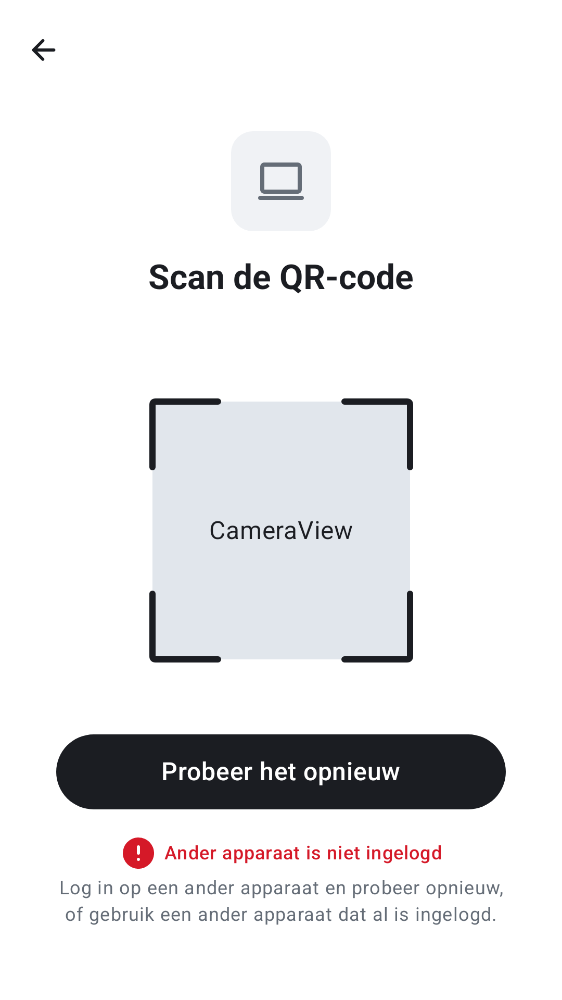 Scan de QR-code
CameraView
Probeer het opnieuw
Ander apparaat is niet ingelogd
Log in op een ander apparaat en probeer opnieuw,
of gebruik een ander apparaat dat al is ingelogd.